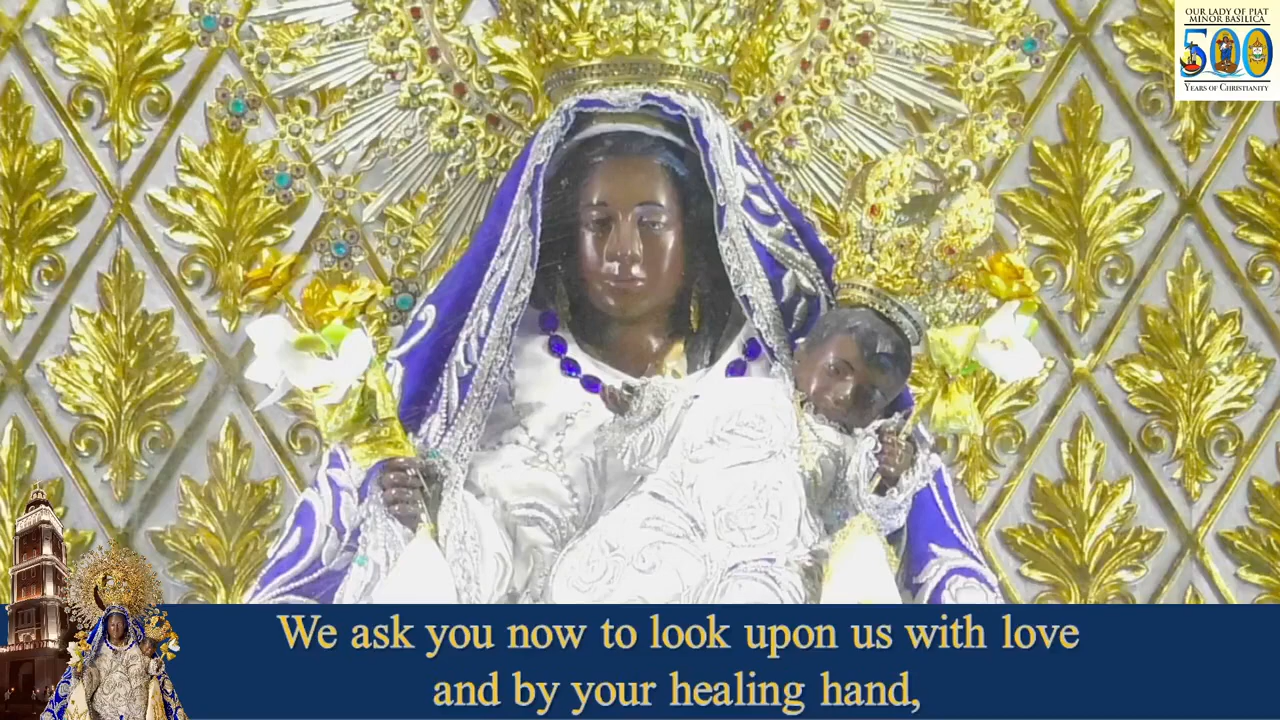 OUR LADY OF PIAT
MINOR BASILICA
500
YEARS OF CHRISTIANITY
We ask you now to look upon us with love
and by your healing hand,